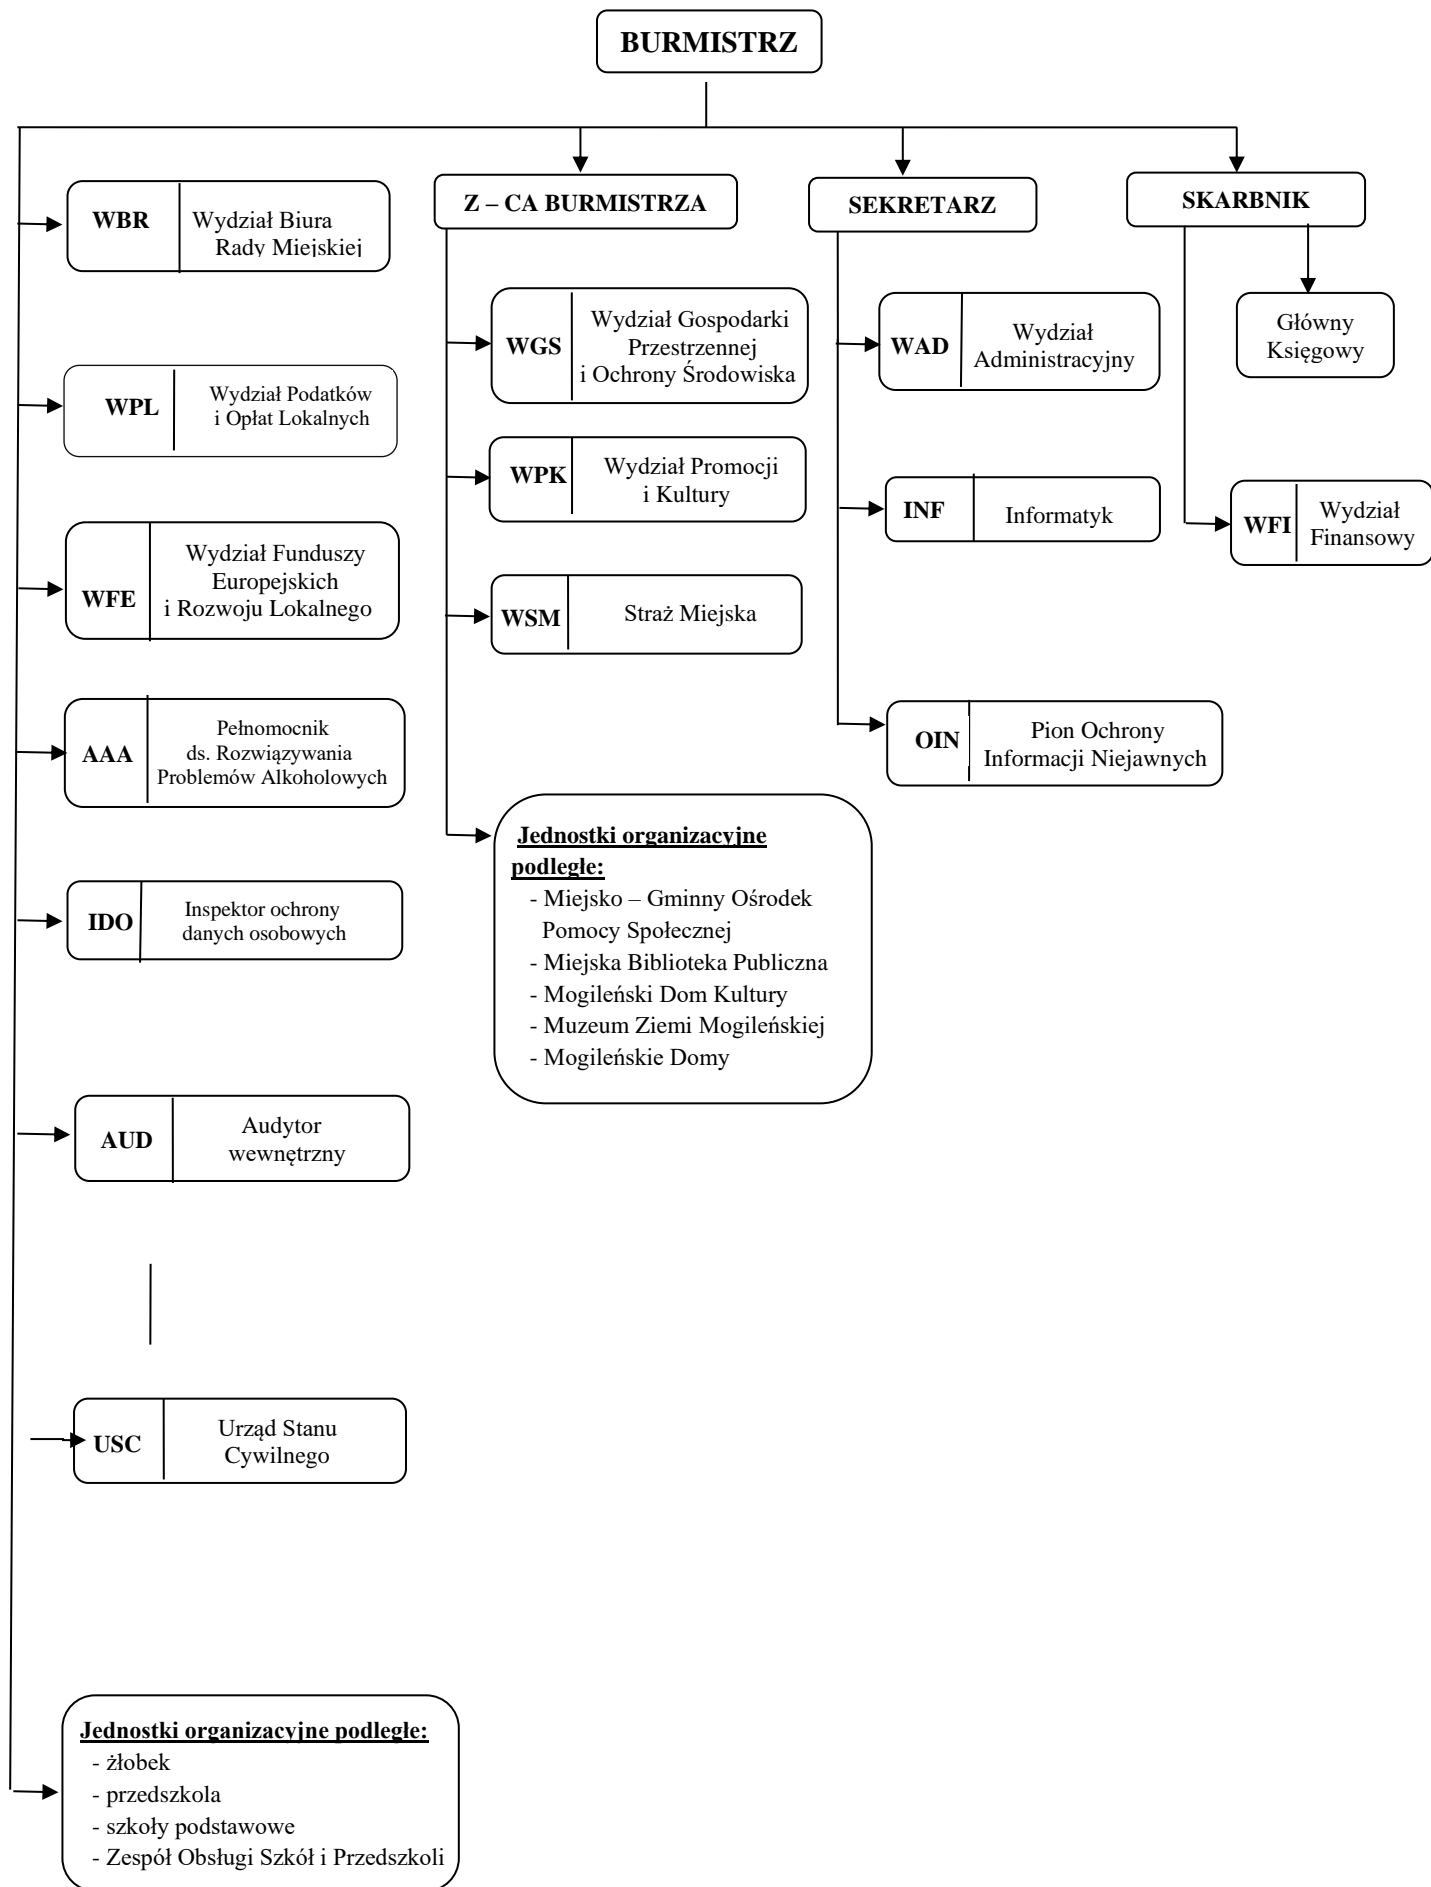 BURMISTRZ
WBR
Wydział Biura
Rady Miejskiej
WPL
Wydział Podatków
i Opłat Lokalnych
WFE
Wydział Funduszy
Europejskich
i Rozwoju Lokalnego
AAA
Pełnomocnik
ds. Rozwiązywania
Problemów Alkoholowych
IDO
Inspektor ochrony
danych osobowych
AUD
Audytor
wewnętrzny
USC
Urząd Stanu
Cywilnego
Jednostki organizacyjne podległe:
- żłobek
- przedszkola
- szkoły podstawowe
- Zespół Obsługi Szkół i Przedszkoli
Z – CA BURMISTRZA
WGS
Wydział Gospodarki
Przestrzennej
i Ochrony Środowiska
WPK
Wydział Promocji
i Kultury
WSM
Straż Miejska
Jednostki organizacyjne
podległe:
- Miejsko – Gminny Ośrodek
Pomocy Społecznej
- Miejska Biblioteka Publiczna
- Mogileński Dom Kultury
- Muzeum Ziemi Mogileńskiej
- Mogileńskie Domy
SEKRETARZ
WAD
Wydział
Administracyjny
INF
Informatyk
OIN
Pion Ochrony
Informacji Niejawnych
SKARBNIK
Główny
Księgowy
WFI
Wydział
Finansowy